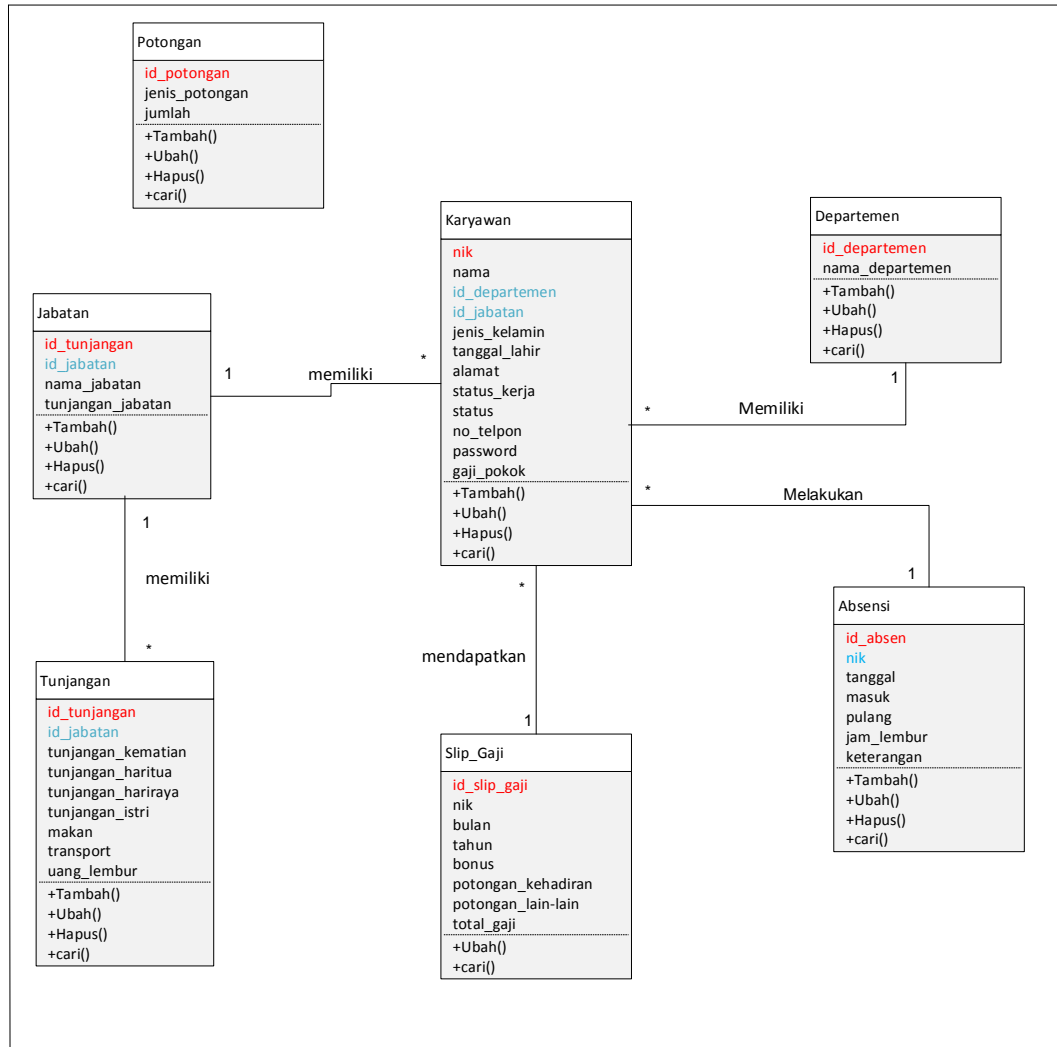 Potongan
id_potongan
jenis_potongan
jumlah
+Tambah()
+Ubah()
+Hapus()
+cari()
Karyawan
nik
nama
id_departemen
id_jabatan
jenis_kelamin
tanggal_lahir
alamat
status_kerja
status
no_telpon
password
gaji_pokok
+Tambah()
+Ubah()
+Hapus()
+cari()
Departemen
id_departemen
nama_departemen
+Tambah()
+Ubah()
+Hapus()
+cari()
Jabatan
id_tunjangan
id_jabatan
nama_jabatan
tunjangan_jabatan
+Tambah()
+Ubah()
+Hapus()
+cari()
1
memiliki
*
*
Memiliki
1
*
Melakukan
1
1
memiliki
*
*
mendapatkan
1
Absensi
id_absen
nik
tanggal
masuk
pulang
jam_lembur
keterangan
+Tambah()
+Ubah()
+Hapus()
+cari()
Tunjangan
id_tunjangan
id_jabatan
tunjangan_kematian
tunjangan_haritua
tunjangan_hariraya
tunjangan_istri
makan
transport
uang_lembur
+Tambah()
+Ubah()
+Hapus()
+cari()
Slip_Gaji
id_slip_gaji
nik
bulan
tahun
bonus
potongan_kehadiran
potongan_lain-lain
total_gaji
+Ubah()
+cari()